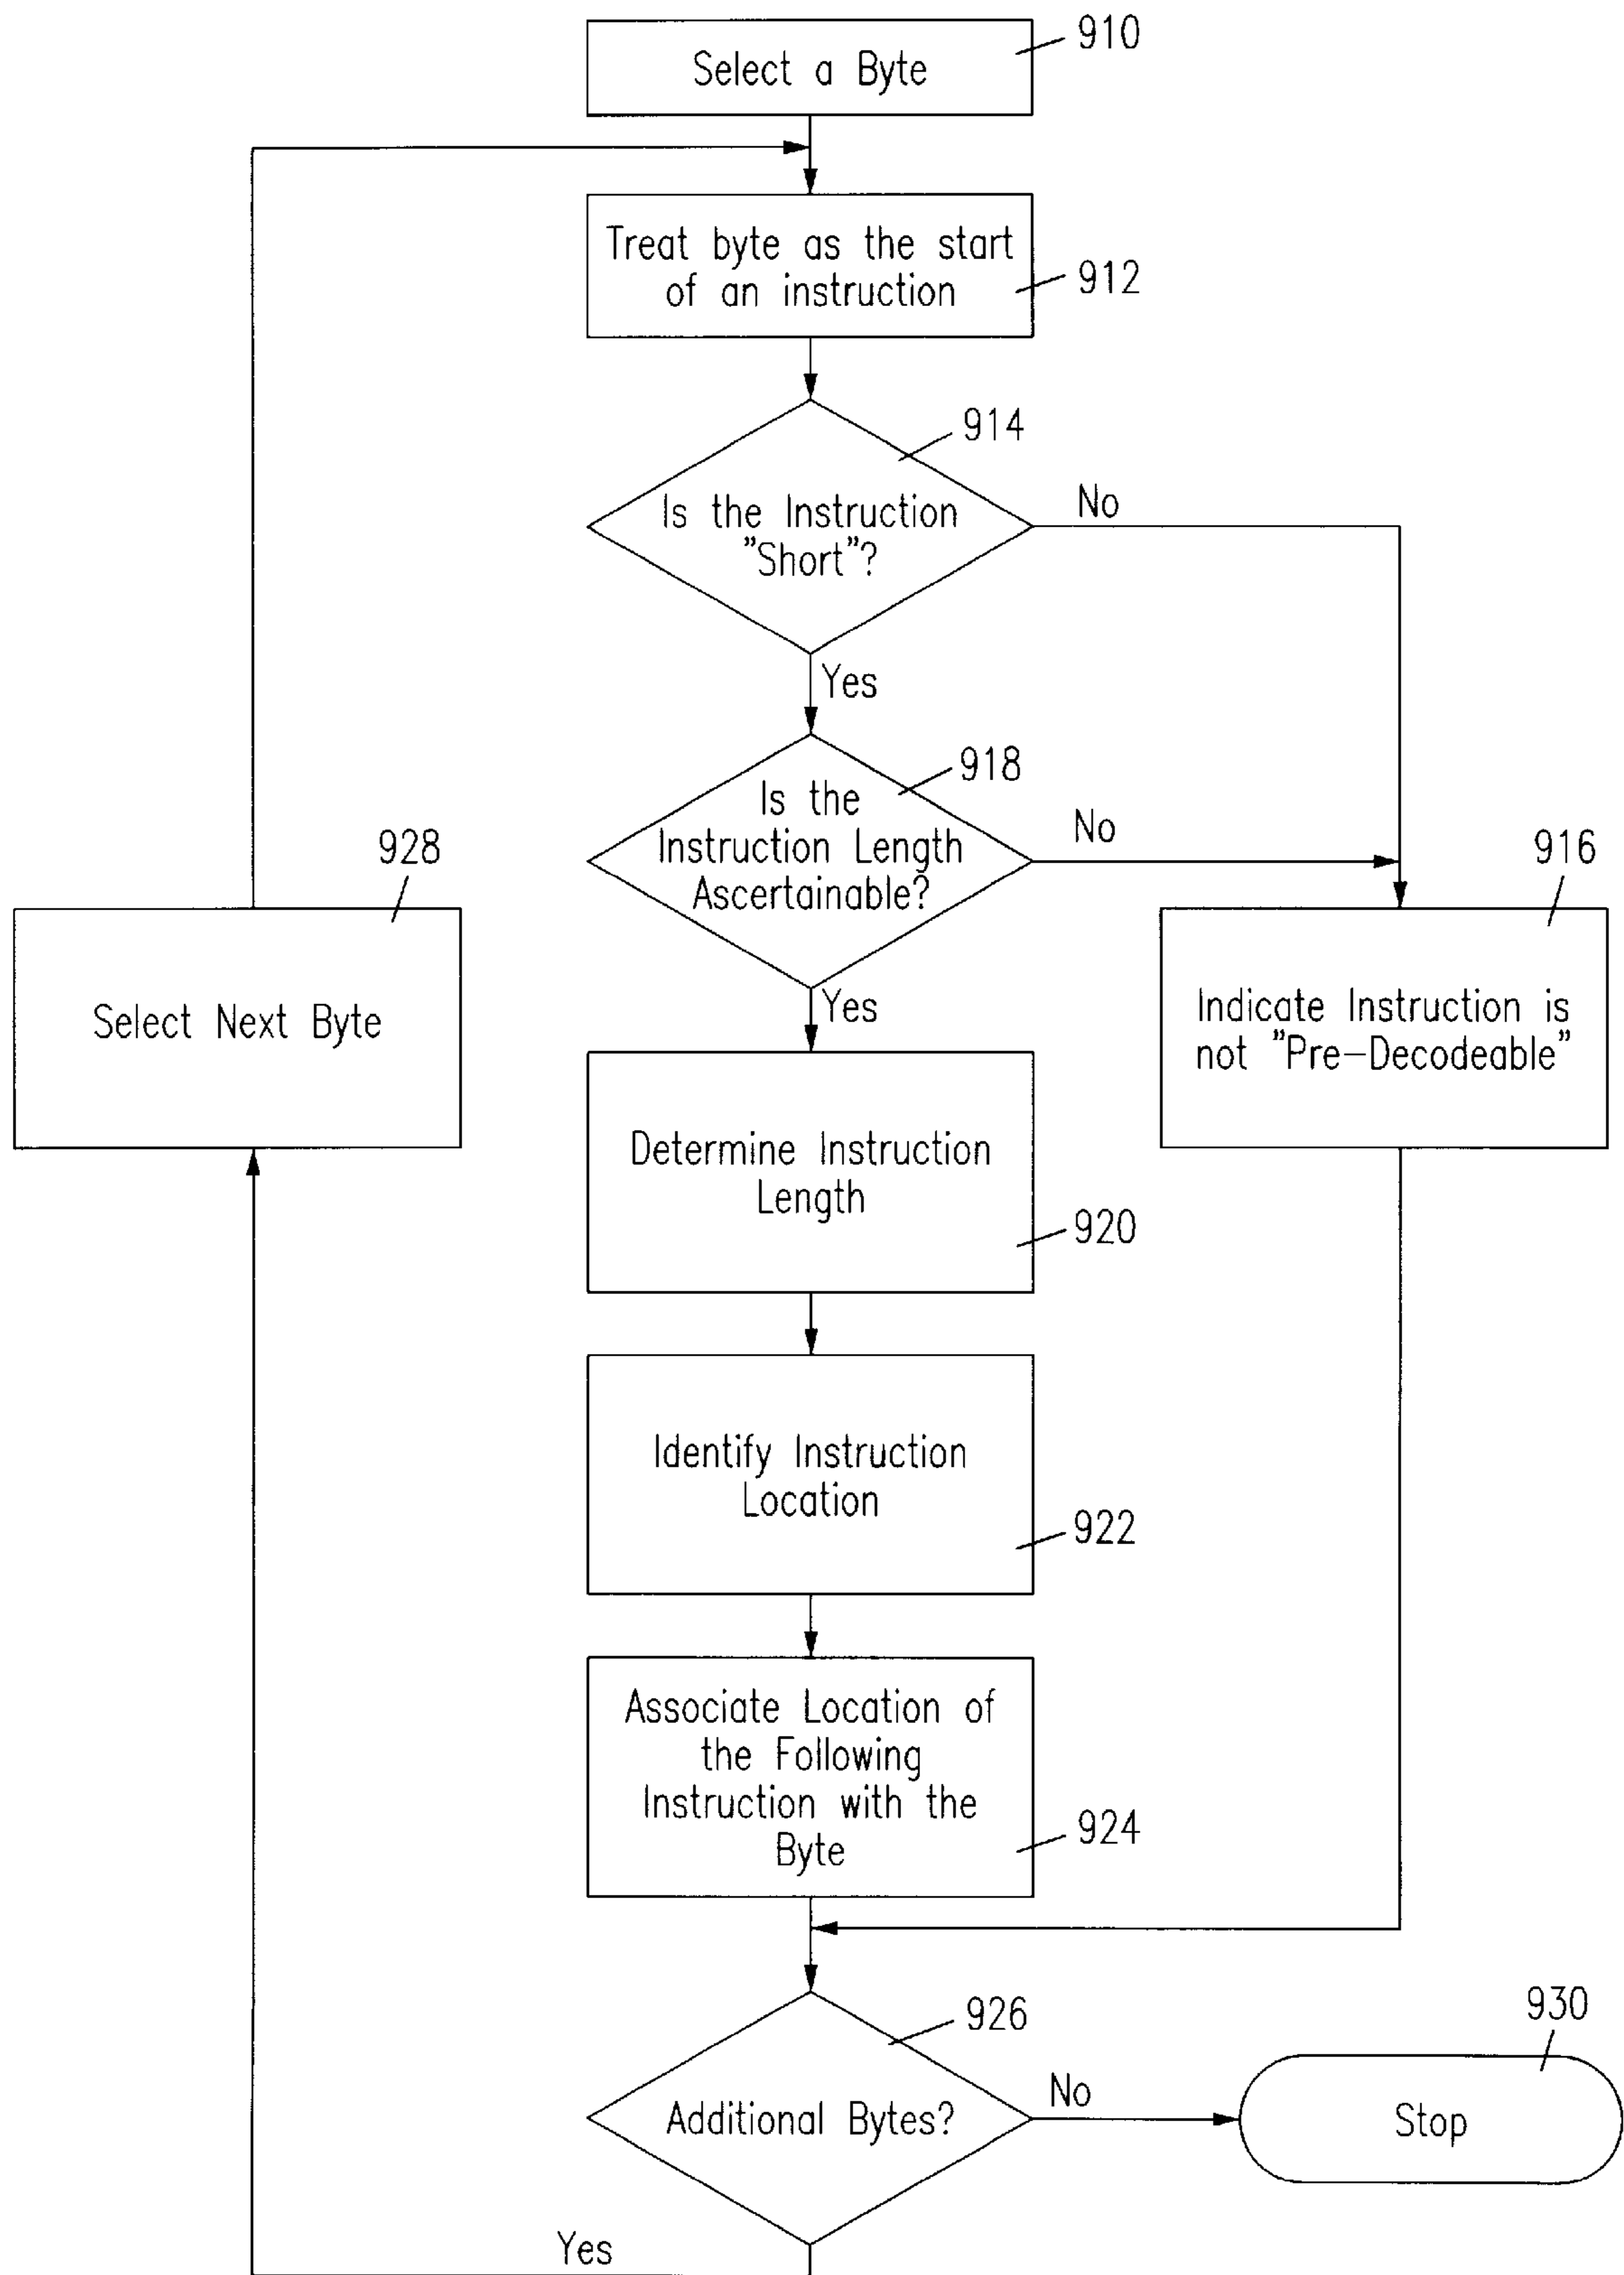 910
Select a Byte
Treat byte as the start
of an instruction
912
914
Is the Instruction
"Short"?
No
Yes
918
Is the
Instruction Length
Ascertainable?
No
Yes
928
Select Next Byte
916
Indicate Instruction is
not "Pre-Decodeable"
Determine Instruction
Length
920
Identify Instruction
Location
922
Associate Location of
the Following
Instruction with the
Byte
924
926
Additional Bytes?
No
930
Stop
Yes